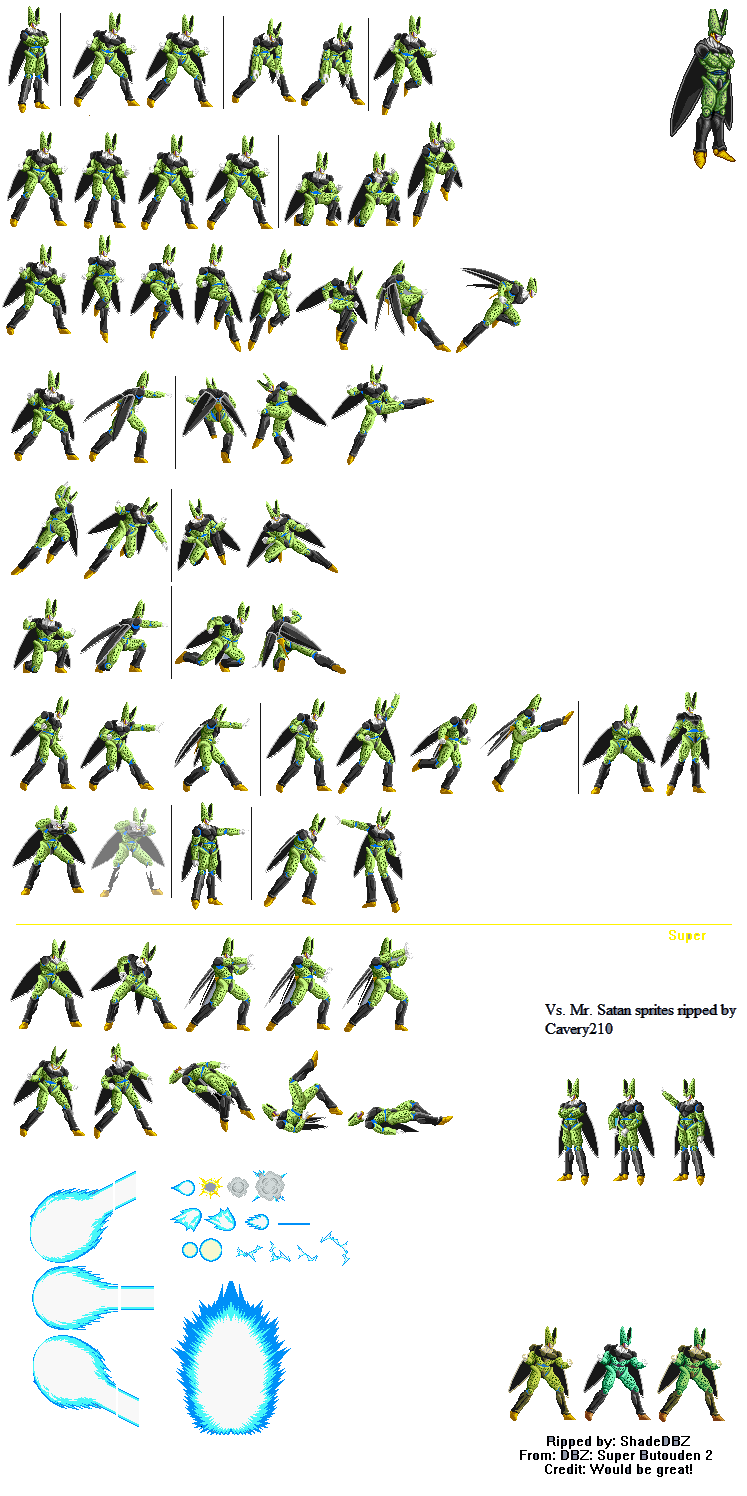 Super
Vs. Mr. Satan sprites ripped by
Cavery210
Ripped by: ShadeDBZ
From: DBZ: Super Butouden 2
Credit: Would be great!